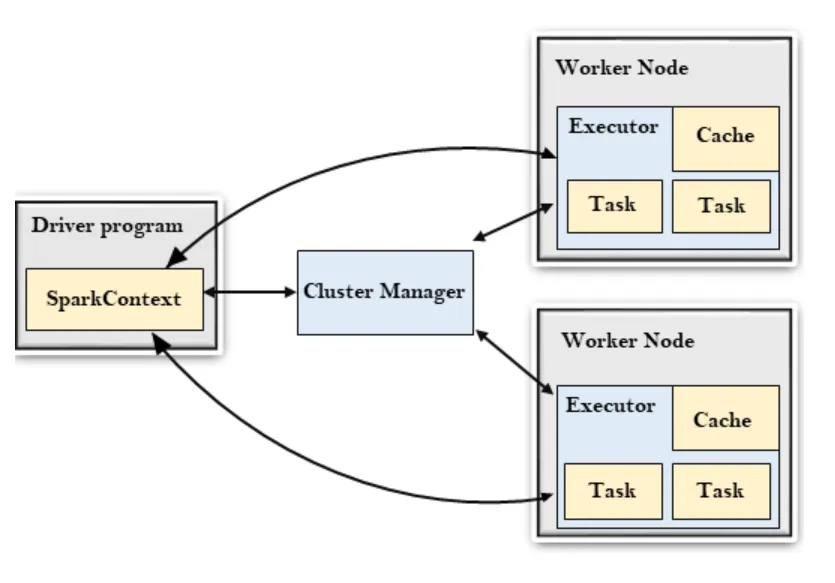 Worker Node
Executor
Cache
Task
Task
Driver program
SparkContext
Cluster Manager
Worker Node
Executor
Cache
Task
Task